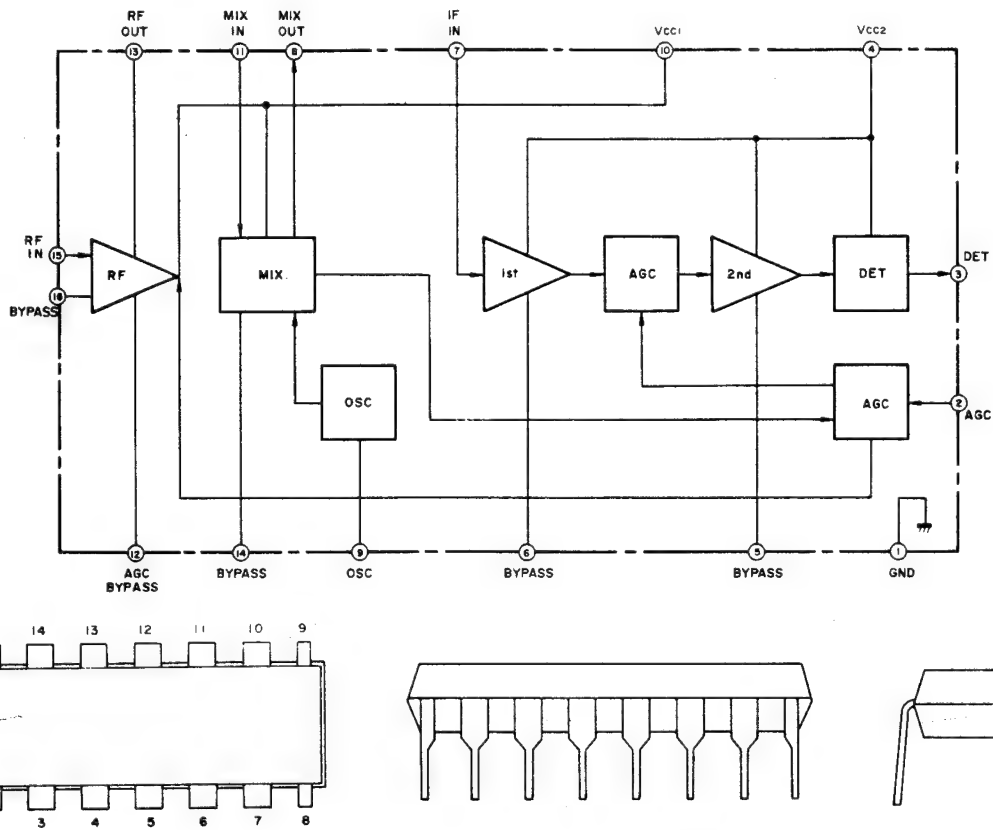 RF OUT
MIX IN
MIX OUT
IF IN
VCC1
VCC2
13
11
8
7
10
4
RF IN
15
16
BYPASS
RF
MIX.
1st
AGC
2nd
DET
3
DET
OSC
AGC
2
AGC
12
14
9
6
5
1
AGC BYPASS
BYPASS
OSC
BYPASS
BYPASS
GND
14 13 12 11 10 9
3 4 5 6 7 8